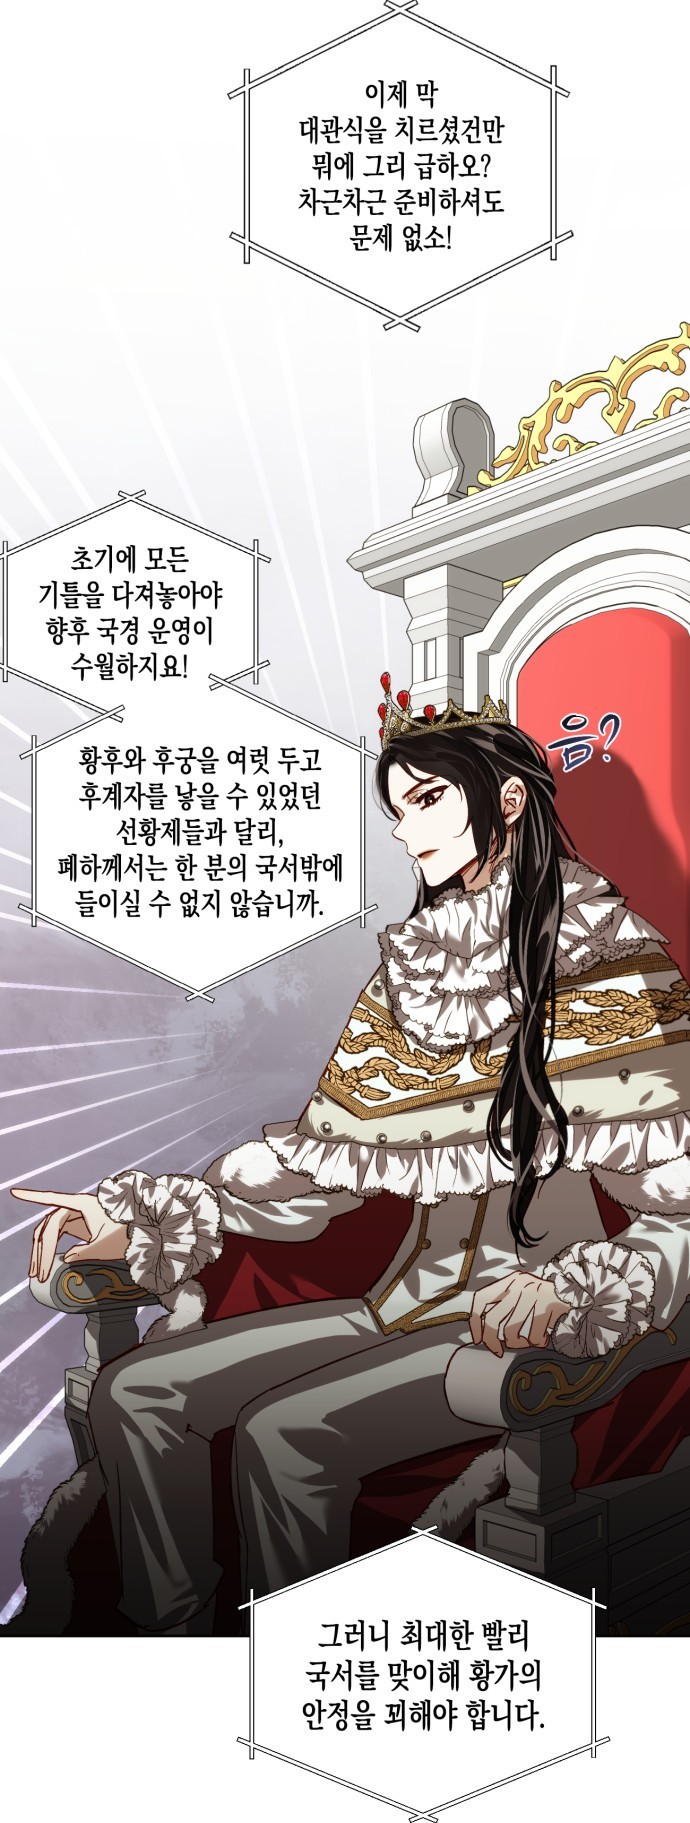 이제 막
대관식을 치르셨건만
뭐에 그리 급하오?
차근차근 준비하셔도
문제 없소!
초기에 모든
기틀을 다져놓아야
향후 국경 운영이
수월하지요!
음?
황후와 후궁을 여럿 두고
후계자를 낳을 수 있었던
선황제들과 달리,
폐하께서는 한 분의 국서밖에
들이실 수 없지 않습니까.
그러니 최대한 빨리
국서를 맞이해 황가의
안정을 꾀해야 합니다.